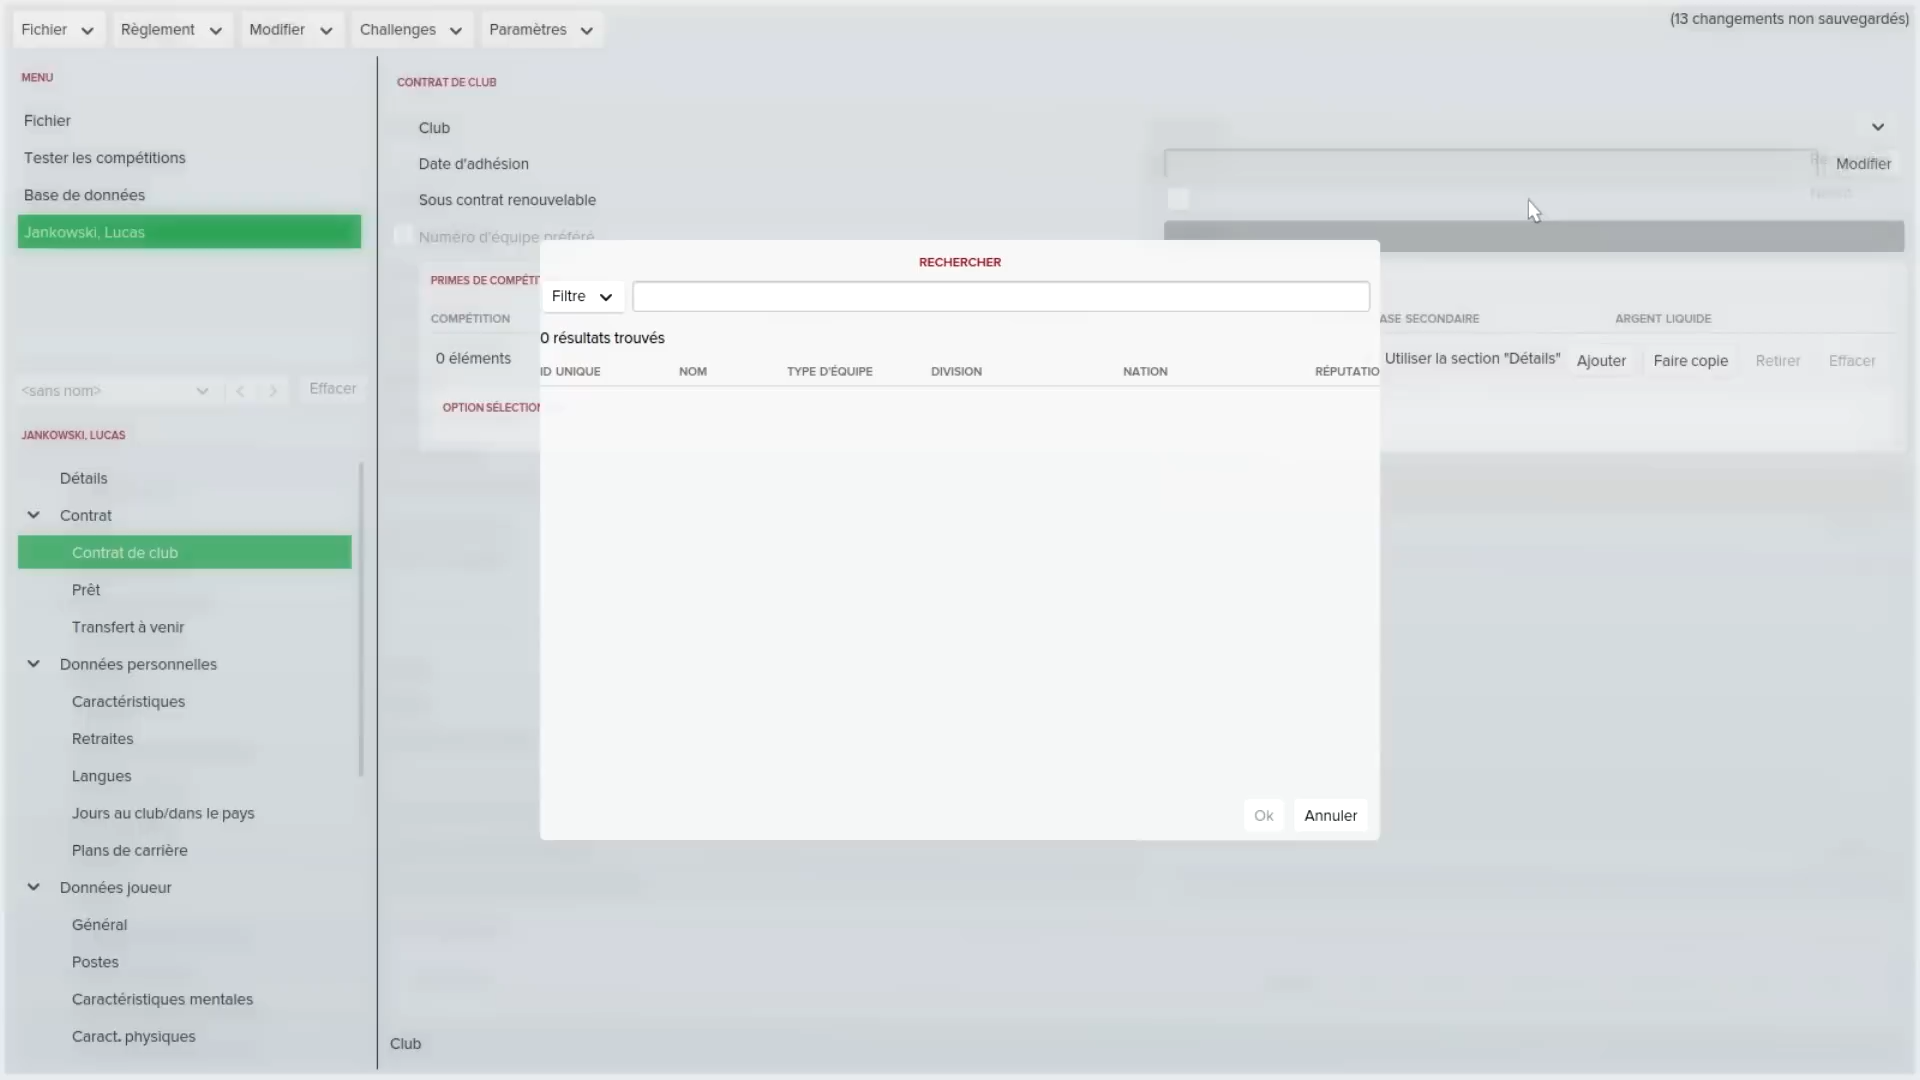 Fichier
Règlement
Modifier
Challenges
Paramètres
(13 changements non sauvegardés)
MENU
Fichier
Tester les compétitions
Base de données
Jankowski, Lucas
<sans nom>
Effacer
JANKOWSKI, LUCAS
Détails
Contrat
Contrat de club
Prêt
Transfert à venir
Données personnelles
Caractéristiques
Retraites
Langues
Jours au club/dans le pays
Plans de carrière
Données joueur
Général
Postes
Caractéristiques mentales
Caract. physiques
CONTRAT DE CLUB
Club
Date d'adhésion
Modifier
Sous contrat renouvelable
Numéro d'équipe préféré
PRIMES DE COMPÉTIT
COMPÉTITION
ASE SECONDAIRE
ARGENT LIQUIDE
0 éléments
Utiliser la section "Détails"
Ajouter
Faire copie
Retirer
Effacer
OPTION SÉLECTION
RECHERCHER
Filtre
0 résultats trouvés
ID UNIQUE
NOM
TYPE D'ÉQUIPE
DIVISION
NATION
RÉPUTATIO
Ok
Annuler
Club